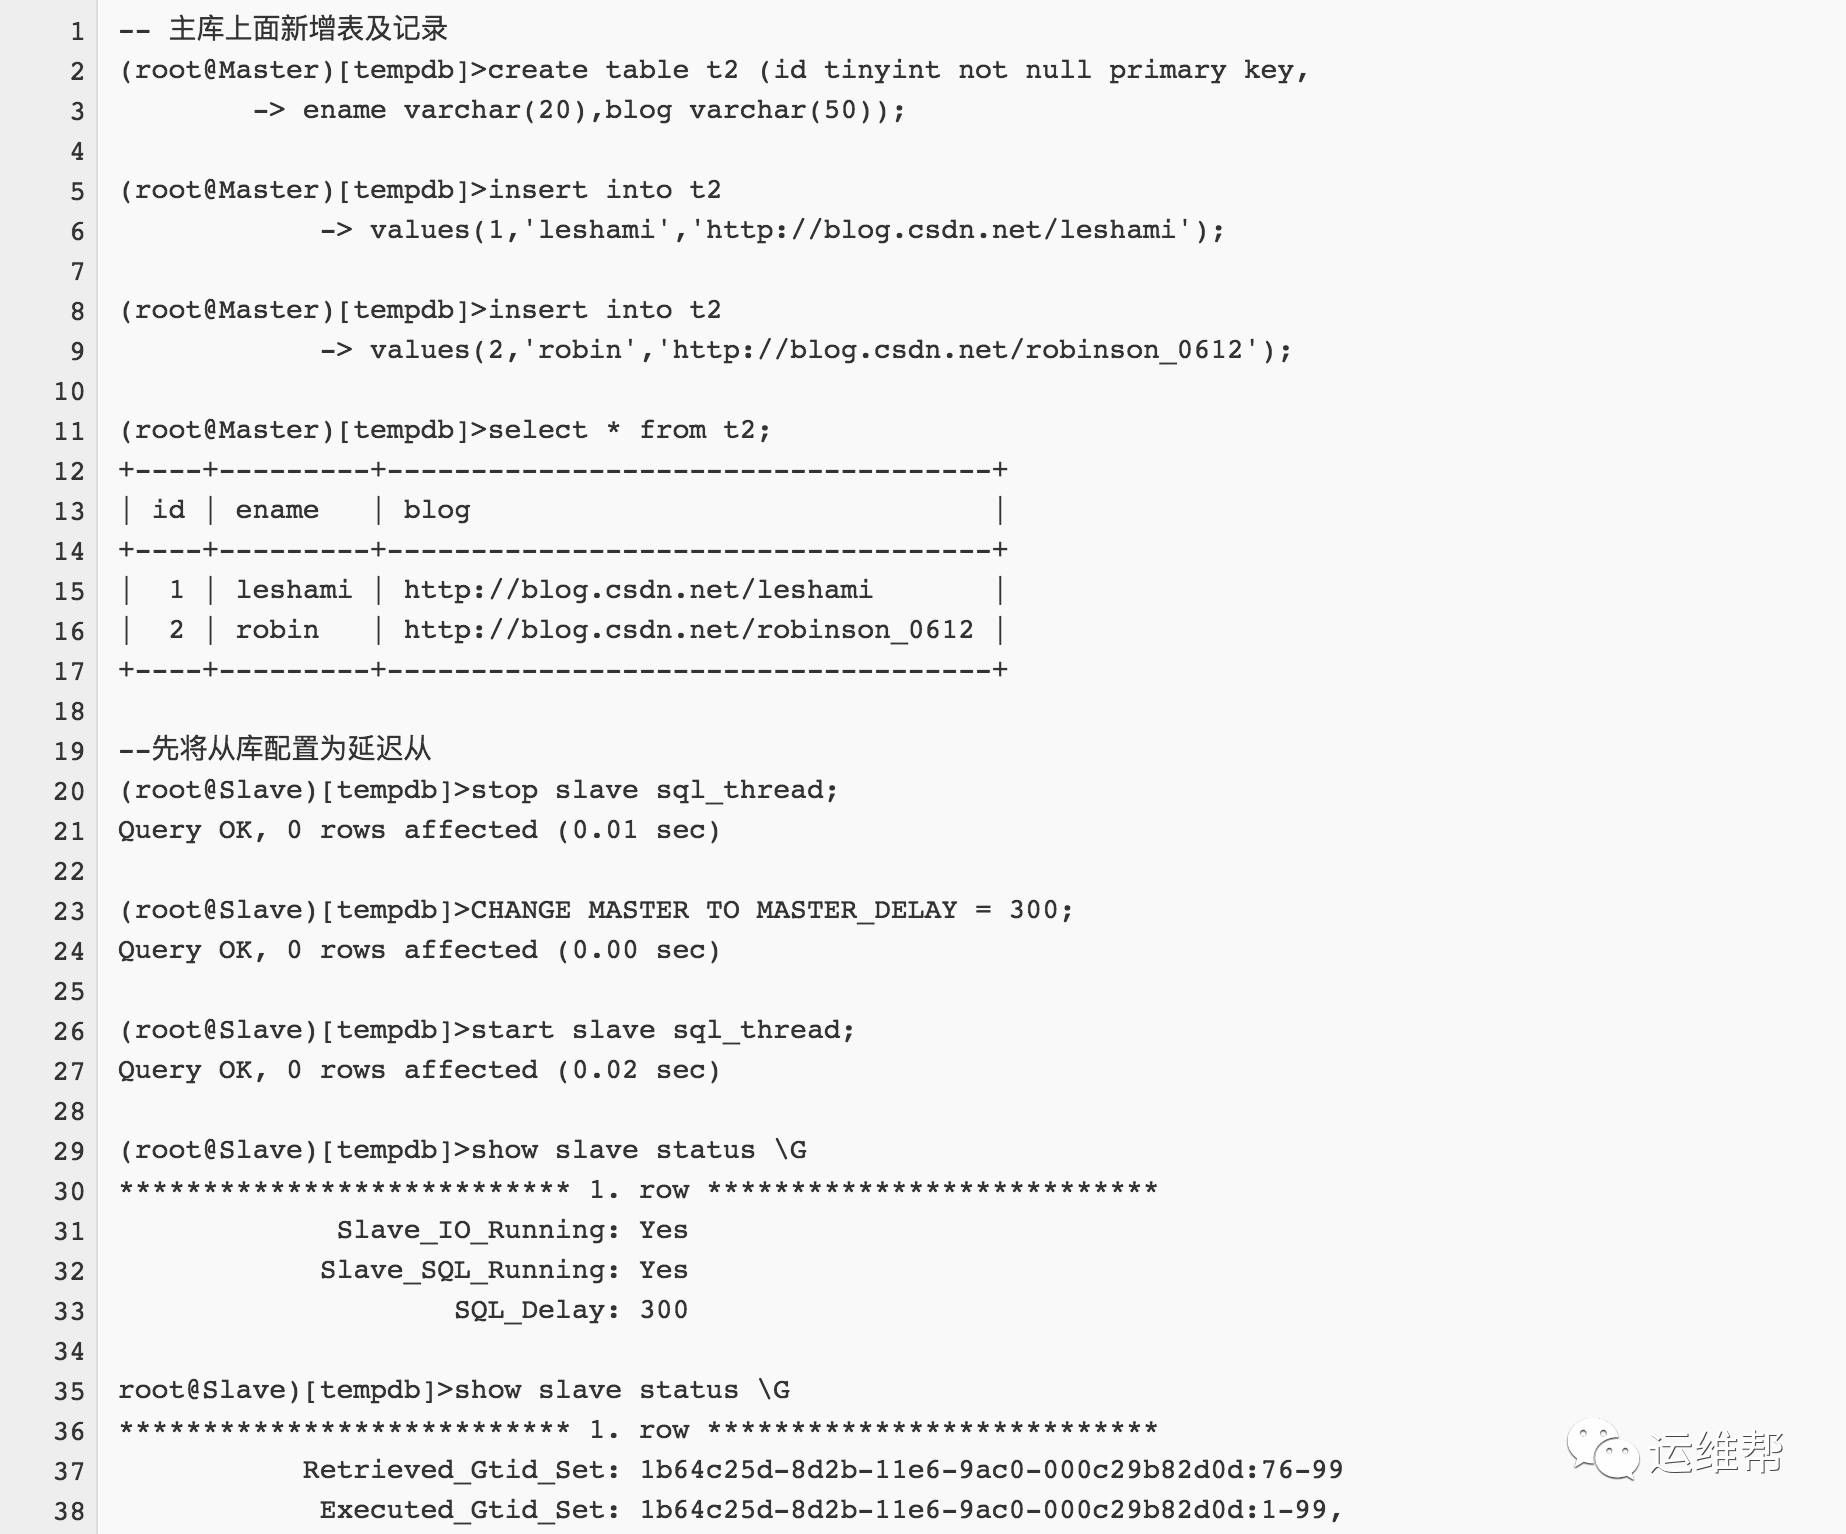 1 -- 主库上面新增表及记录
2 (root@Master)[tempdb]>create table t2 (id tinyint not null primary key,
3         -> ename varchar(20),blog varchar(50));
4
5 (root@Master)[tempdb]>insert into t2
6             -> values(1,'leshami','http://blog.csdn.net/leshami');
7
8 (root@Master)[tempdb]>insert into t2
9             -> values(2,'robin','http://blog.csdn.net/robinson_0612');
10
11 (root@Master)[tempdb]>select * from t2;
12 +----+---------+------------------------------------+
13 | id | ename   | blog                               |
14 +----+---------+------------------------------------+
15 |  1 | leshami | http://blog.csdn.net/leshami       |
16 |  2 | robin   | http://blog.csdn.net/robinson_0612 |
17 +----+---------+------------------------------------+
18
19 --先将从库配置为延迟从
20 (root@Slave)[tempdb]>stop slave sql_thread;
21 Query OK, 0 rows affected (0.01 sec)
22
23 (root@Slave)[tempdb]>CHANGE MASTER TO MASTER_DELAY = 300;
24 Query OK, 0 rows affected (0.00 sec)
25
26 (root@Slave)[tempdb]>start slave sql_thread;
27 Query OK, 0 rows affected (0.02 sec)
28
29 (root@Slave)[tempdb]>show slave status \G
30 *************************** 1. row ***************************
31              Slave_IO_Running: Yes
32             Slave_SQL_Running: Yes
33                     SQL_Delay: 300
34
35 root@Slave)[tempdb]>show slave status \G
36 *************************** 1. row ***************************
37            Retrieved_Gtid_Set: 1b64c25d-8d2b-11e6-9ac0-000c29b82d0d:76-99
38             Executed_Gtid_Set: 1b64c25d-8d2b-11e6-9ac0-000c29b82d0d:1-99,
运维帮